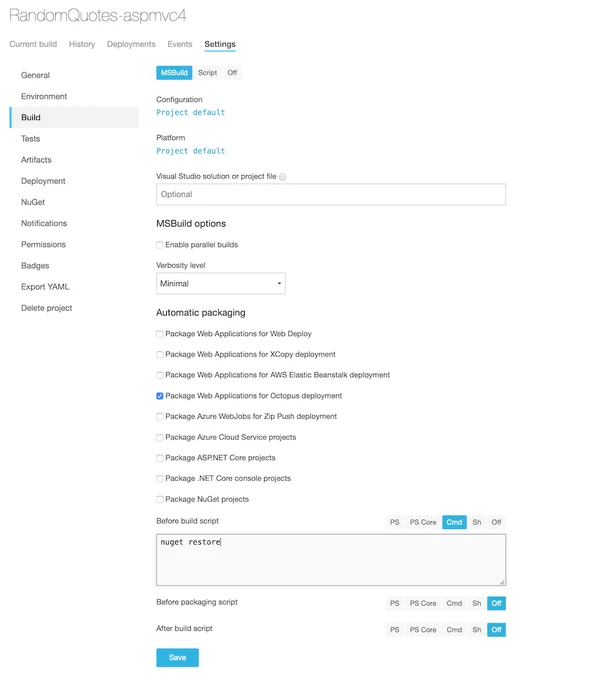 RandomQuotes-aspmvc4
Current build History Deployments Events Settings
General
Environment
Build
Tests
Artifacts
Deployment
NuGet
Notifications
Permissions
Badges
Export YAML
Delete project
MSBuild Script Off
Configuration
Project default
Platform
Project default
Visual Studio solution or project file ?
Optional
MSBuild options
Enable parallel builds
Verbosity level
Minimal
Automatic packaging
Package Web Applications for Web Deploy
Package Web Applications for XCopy deployment
Package Web Applications for AWS Elastic Beanstalk deployment
Package Web Applications for Octopus deployment
Package Azure WebJobs for Zip Push deployment
Package Azure Cloud Service projects
Package ASP.NET Core projects
Package .NET Core console projects
Package NuGet projects
Before build script PS PS Core Cmd Sh Off
nuget restore
Before packaging script PS PS Core Cmd Sh Off
After build script PS PS Core Cmd Sh Off
Save